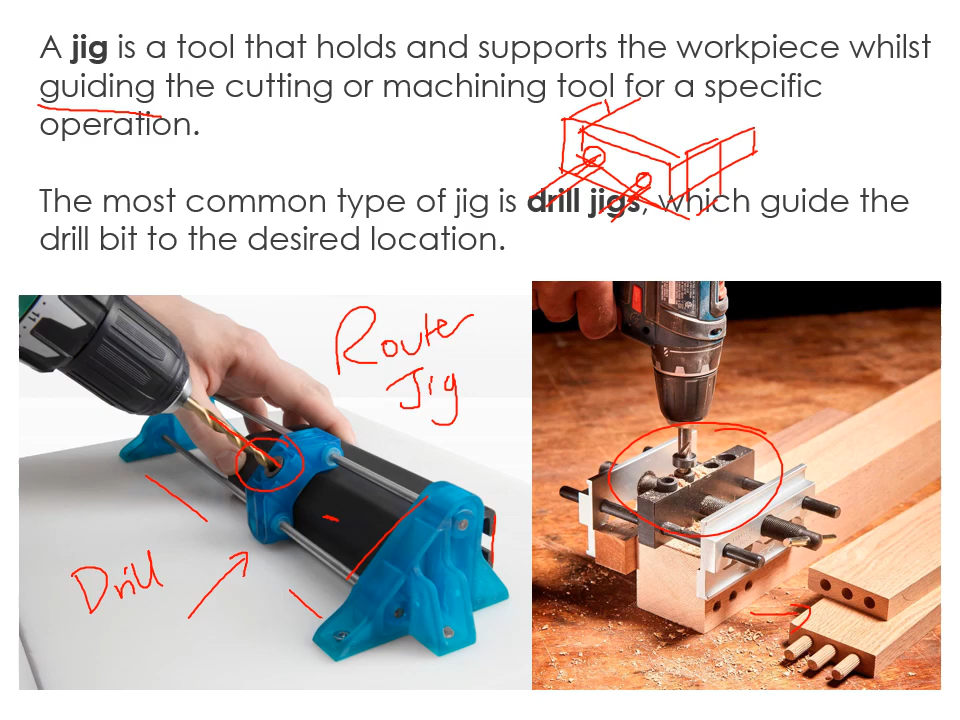 A jig is a tool that holds and supports the workpiece whilst
guiding the cutting or machining tool for a specific
operation.
The most common type of jig is drill jigs, which guide the
drill bit to the desired location.
Router
Jig
Drill
11